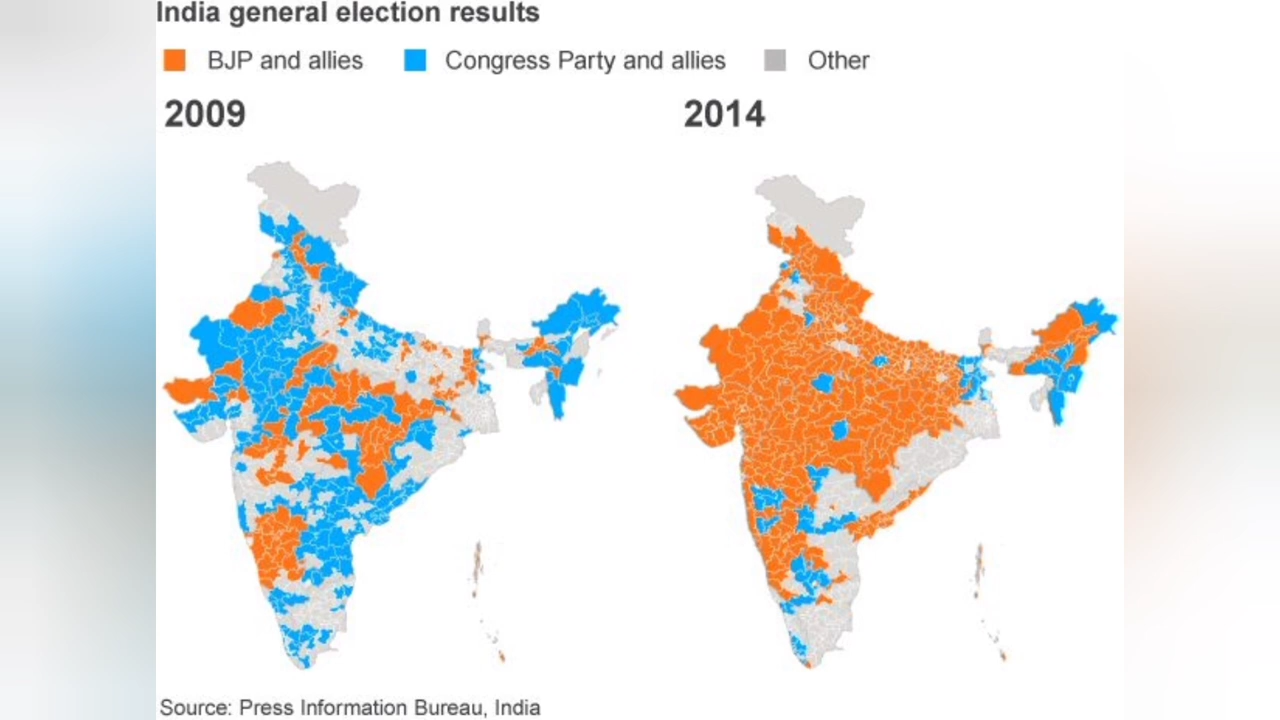 India general election results
BJP and allies Congress Party and allies Other
2009 2014
Source: Press Information Bureau, India